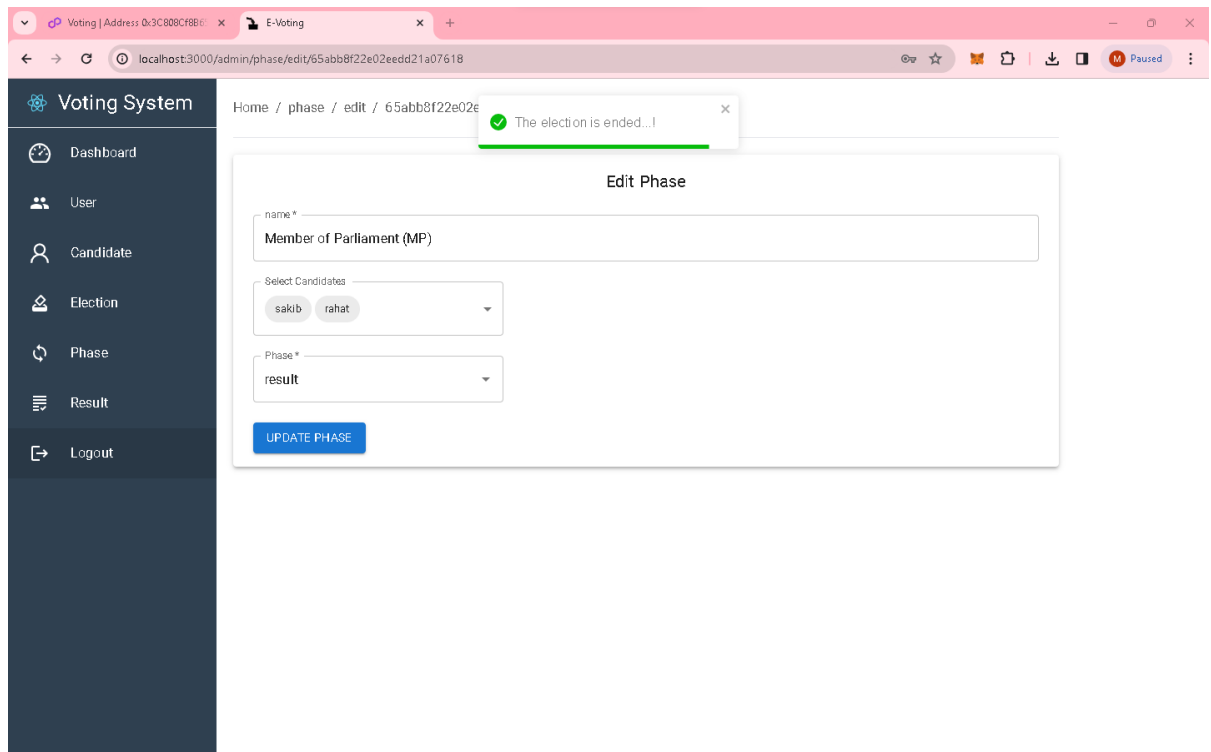 Voting | Address 0x3C808Cf8B6
E-Voting
localhost:3000/admin/phase/edit/65abb8f22e02eedd21a07618
M Paused
Voting System
Home / phase / edit / 65abb8f22e02e
The election is ended...!
Dashboard
User
Candidate
Election
Phase
Result
Logout
Edit Phase
name *
Member of Parliament (MP)
Select Candidates
sakib rahat
Phase *
result
UPDATE PHASE